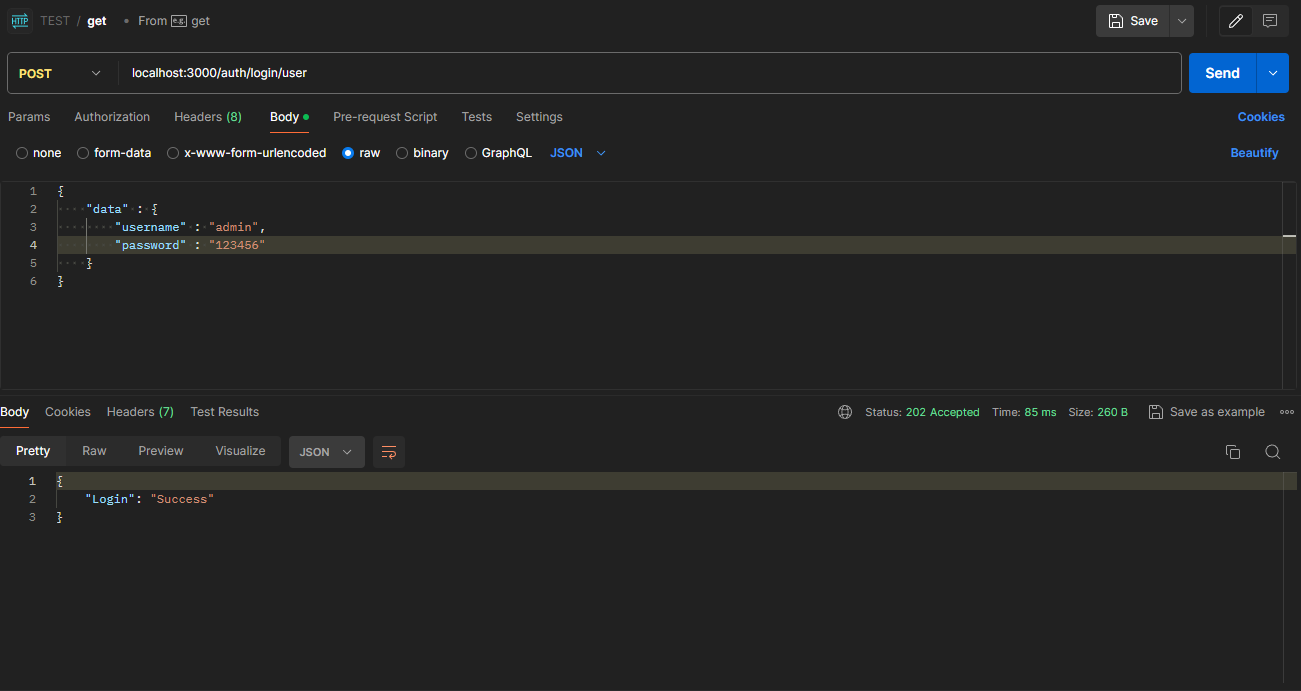 HTTP TEST / get • From e.g. get Save
POST localhost:3000/auth/login/user Send
Params Authorization Headers (8) Body Pre-request Script Tests Settings Cookies
none form-data x-www-form-urlencoded raw binary GraphQL JSON Beautify
1 {
2 "data" : {
3 "username" : "admin",
4 "password" : "123456"
5 }
6 }
Body Cookies Headers (7) Test Results Status: 202 Accepted Time: 85 ms Size: 260 B Save as example
Pretty Raw Preview Visualize JSON
1 {
2 "Login": "Success"
3 }